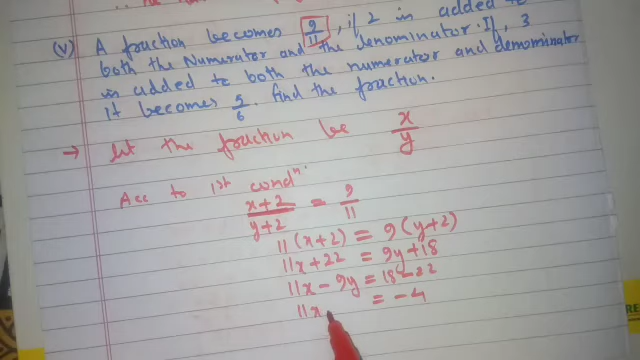 (v) A fraction becomes 9/11, if 2 is added to
both the Numerator and the denominator. If, 3
is added to both the numerator and denominator
it becomes 5/6. find the fraction.
→ let the fraction be x/y
Acc to 1st condⁿ.
x+2/y+2 = 9/11
11(x+2) = 9(y+2)
11x+22 = 9y+18
11x - 9y = 18-22
11x = -4